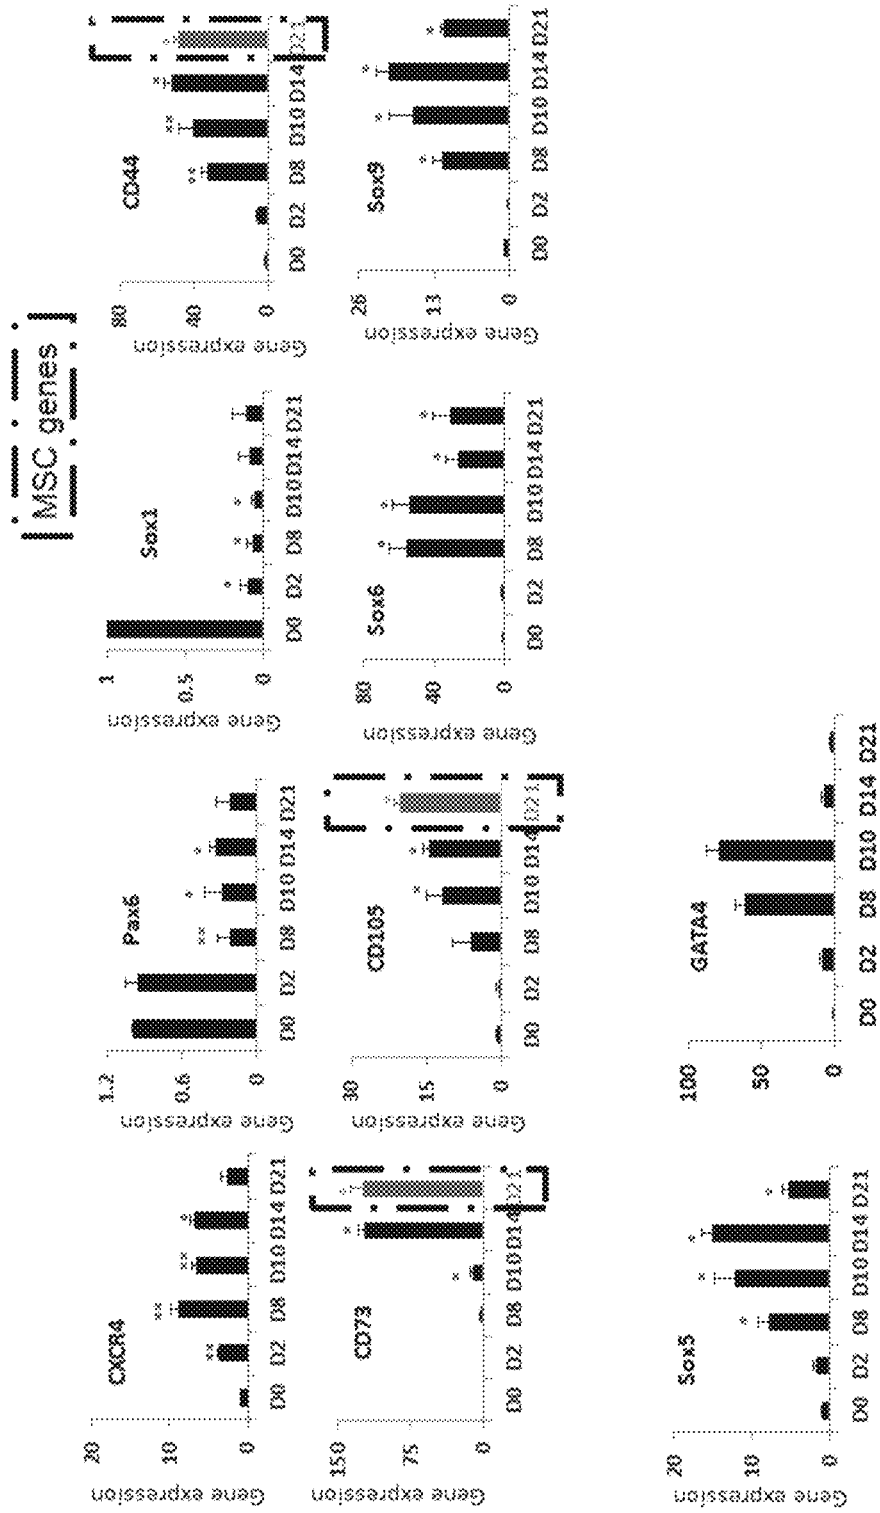 MSC genes
CXCR4
Gene expression
20
10
0
D0 D2 D8 D10 D14 D21
Pax6
Gene expression
1.2
0.6
0
D0 D2 D8 D10 D14 D21
Sox1
Gene expression
1
0.5
0
D0 D2 D8 D10 D14 D21
CD44
Gene expression
80
40
0
D0 D2 D8 D10 D14 D21
CD73
Gene expression
150
75
0
D0 D2 D8 D10 D14 D21
CD105
Gene expression
30
15
0
D0 D2 D8 D10 D14 D21
Sox6
Gene expression
80
40
0
D0 D2 D8 D10 D14 D21
Sox9
Gene expression
26
13
0
D0 D2 D8 D10 D14 D21
Sox5
Gene expression
20
10
0
D0 D2 D8 D10 D14 D21
GATA4
100
50
0
D0 D2 D8 D10 D14 D21